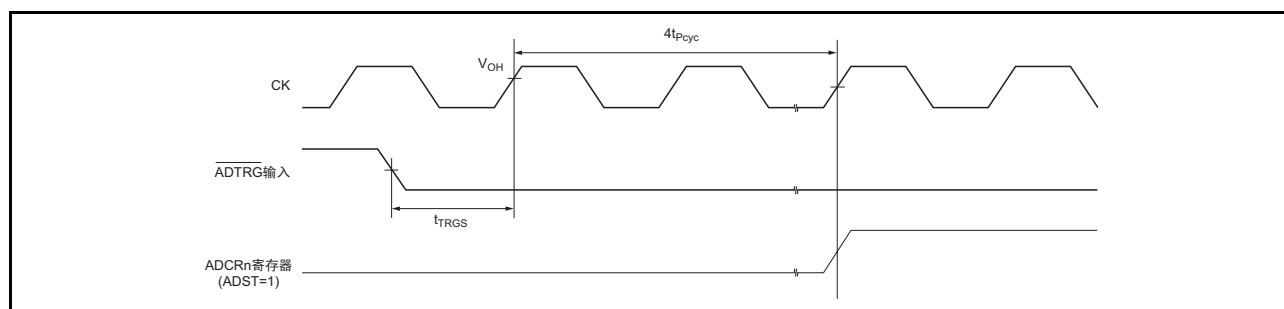 4tPcyc
VOH
CK
ADTRG输入
tTRGS
ADCRn寄存器
(ADST=1)